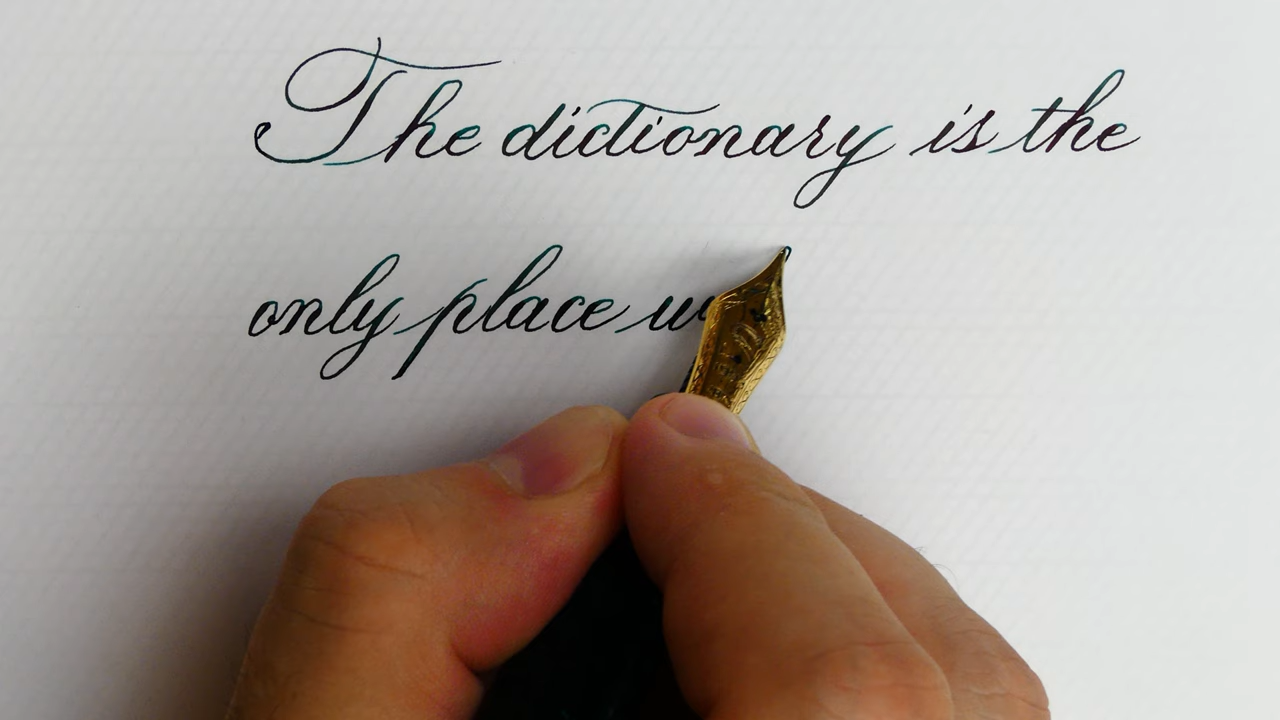 The dictionary is the
only place